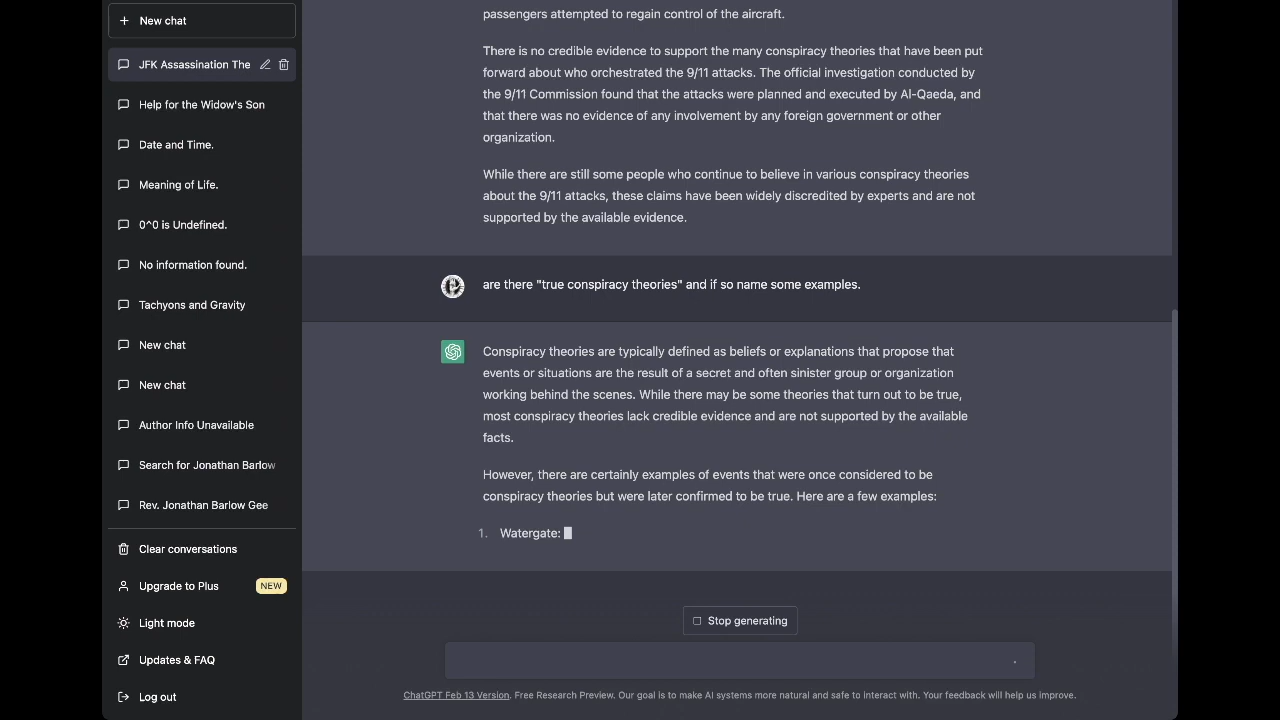 New chat
JFK Assassination The
Help for the Widow's Son
Date and Time.
Meaning of Life.
0^0 is Undefined.
No information found.
Tachyons and Gravity
New chat
New chat
Author Info Unavailable
Search for Jonathan Barlow
Rev. Jonathan Barlow Gee
Clear conversations
Upgrade to Plus NEW
Light mode
Updates & FAQ
Log out
passengers attempted to regain control of the aircraft.
There is no credible evidence to support the many conspiracy theories that have been put
forward about who orchestrated the 9/11 attacks. The official investigation conducted by
the 9/11 Commission found that the attacks were planned and executed by Al-Qaeda, and
that there was no evidence of any involvement by any foreign government or other
organization.
While there are still some people who continue to believe in various conspiracy theories
about the 9/11 attacks, these claims have been widely discredited by experts and are not
supported by the available evidence.
are there "true conspiracy theories" and if so name some examples.
Conspiracy theories are typically defined as beliefs or explanations that propose that
events or situations are the result of a secret and often sinister group or organization
working behind the scenes. While there may be some theories that turn out to be true,
most conspiracy theories lack credible evidence and are not supported by the available
facts.
However, there are certainly examples of events that were once considered to be
conspiracy theories but were later confirmed to be true. Here are a few examples:
1. Watergate:
Stop generating
ChatGPT Feb 13 Version. Free Research Preview. Our goal is to make AI systems more natural and safe to interact with. Your feedback will help us improve.